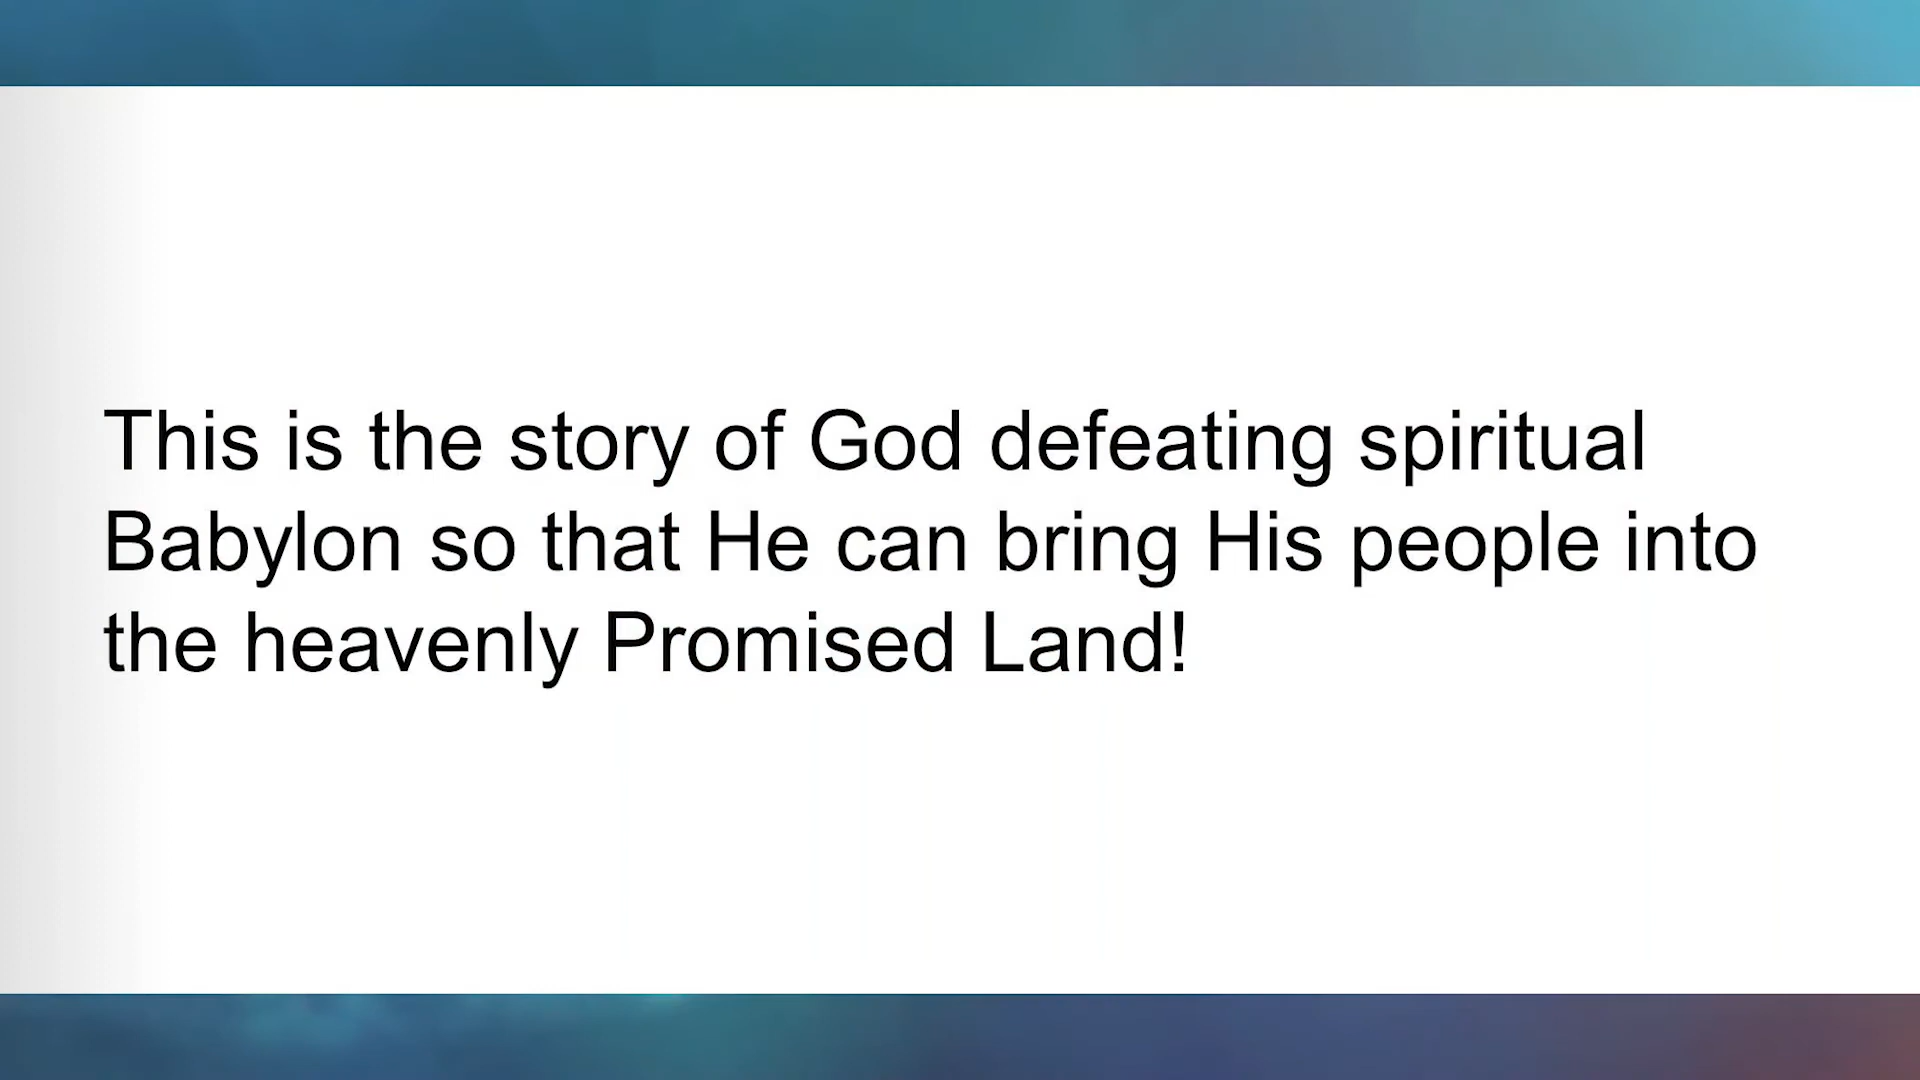 This is the story of God defeating spiritual
Babylon so that He can bring His people into
the heavenly Promised Land!